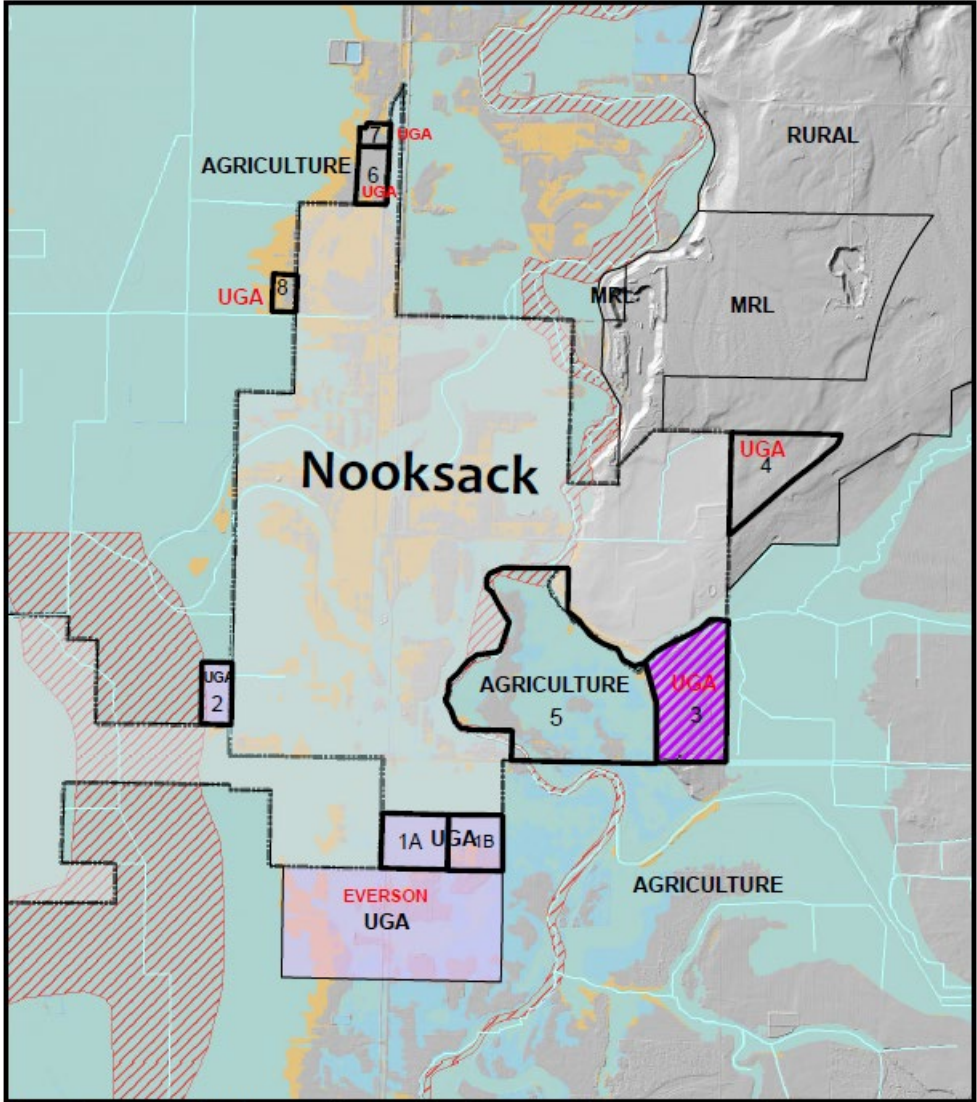 RURAL
7 UGA
AGRICULTURE
6
UGA
8
UGA
MRL
MRL
UGA
4
Nooksack
UGA
2
AGRICULTURE
5
UGA
3
1A UGA 1B
EVERSON
UGA
AGRICULTURE